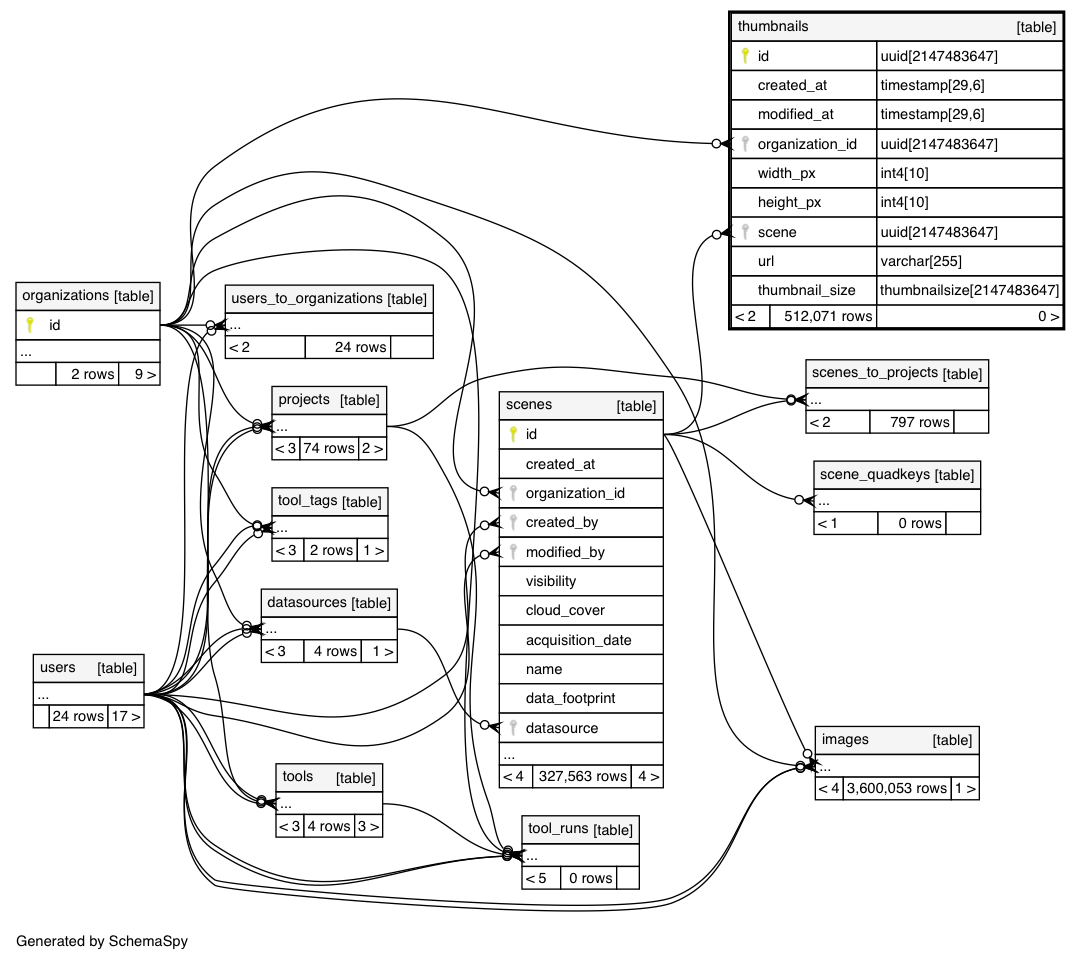 thumbnails [table]
id uuid[2147483647]
created_at timestamp[29,6]
modified_at timestamp[29,6]
organization_id uuid[2147483647]
width_px int4[10]
height_px int4[10]
scene uuid[2147483647]
url varchar[255]
thumbnail_size thumbnailsize[2147483647]
< 2 512,071 rows 0 >
organizations [table]
id
...
2 rows 9 >
users_to_organizations [table]
...
< 2 24 rows
projects [table]
...
< 3 74 rows 2 >
tool_tags [table]
...
< 3 2 rows 1 >
datasources [table]
...
< 3 4 rows 1 >
users [table]
...
24 rows 17 >
tools [table]
...
< 3 4 rows 3 >
scenes [table]
id
created_at
organization_id
created_by
modified_by
visibility
cloud_cover
acquisition_date
name
data_footprint
datasource
...
< 4 327,563 rows 4 >
tool_runs [table]
...
< 5 0 rows
scenes_to_projects [table]
...
< 2 797 rows
scene_quadkeys [table]
...
< 1 0 rows
images [table]
...
< 4 3,600,053 rows 1 >
Generated by SchemaSpy